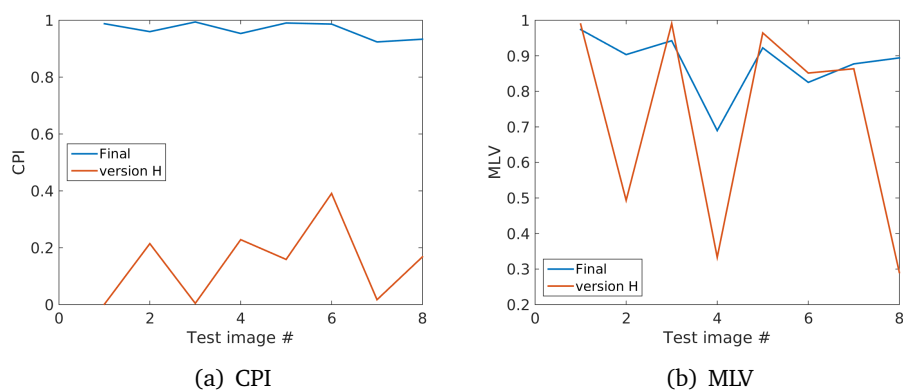 1
0.8
0.6
0.4
0.2
0
CPI
Final
version H
0 2 4 6 8
Test image #
(a) CPI
1
0.9
0.8
0.7
0.6
0.5
0.4
0.3
0.2
MLV
Final
version H
0 2 4 6 8
Test image #
(b) MLV